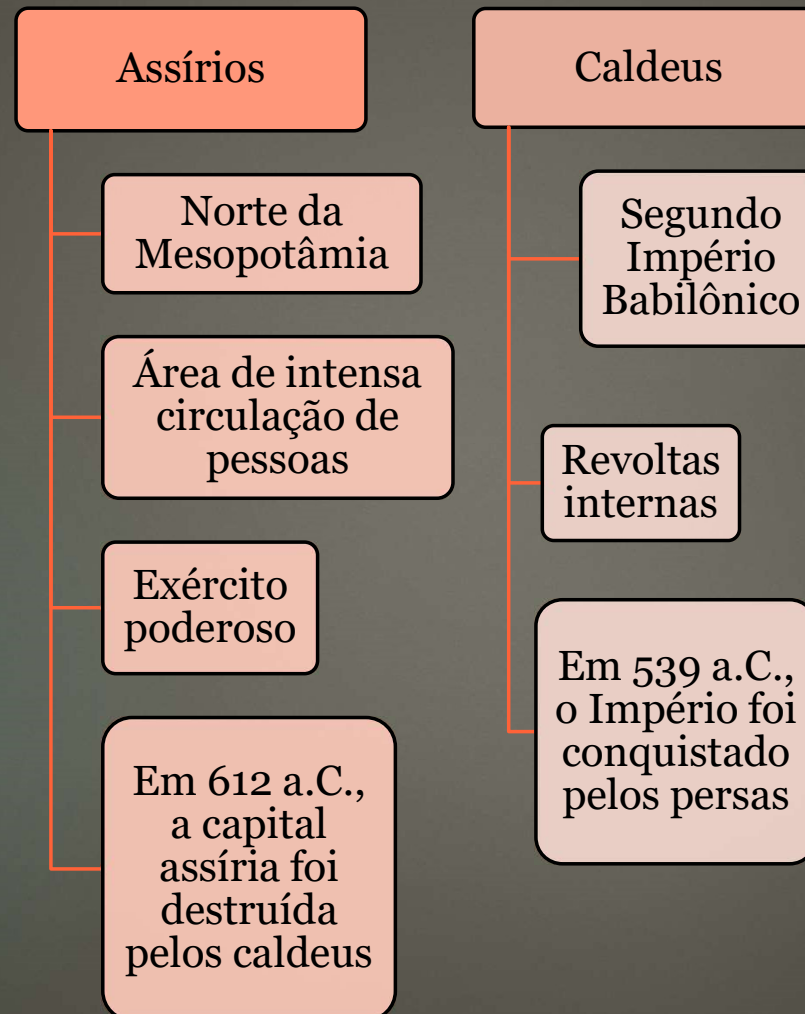 Assírios
Norte da
Mesopotâmia
Área de intensa
circulação de
pessoas
Exército
poderoso
Em 612 a.C.,
a capital
assíria foi
destruída
pelos caldeus
Caldeus
Segundo
Império
Babilônico
Revoltas
internas
Em 539 a.C.,
o Império foi
conquistado
pelos persas